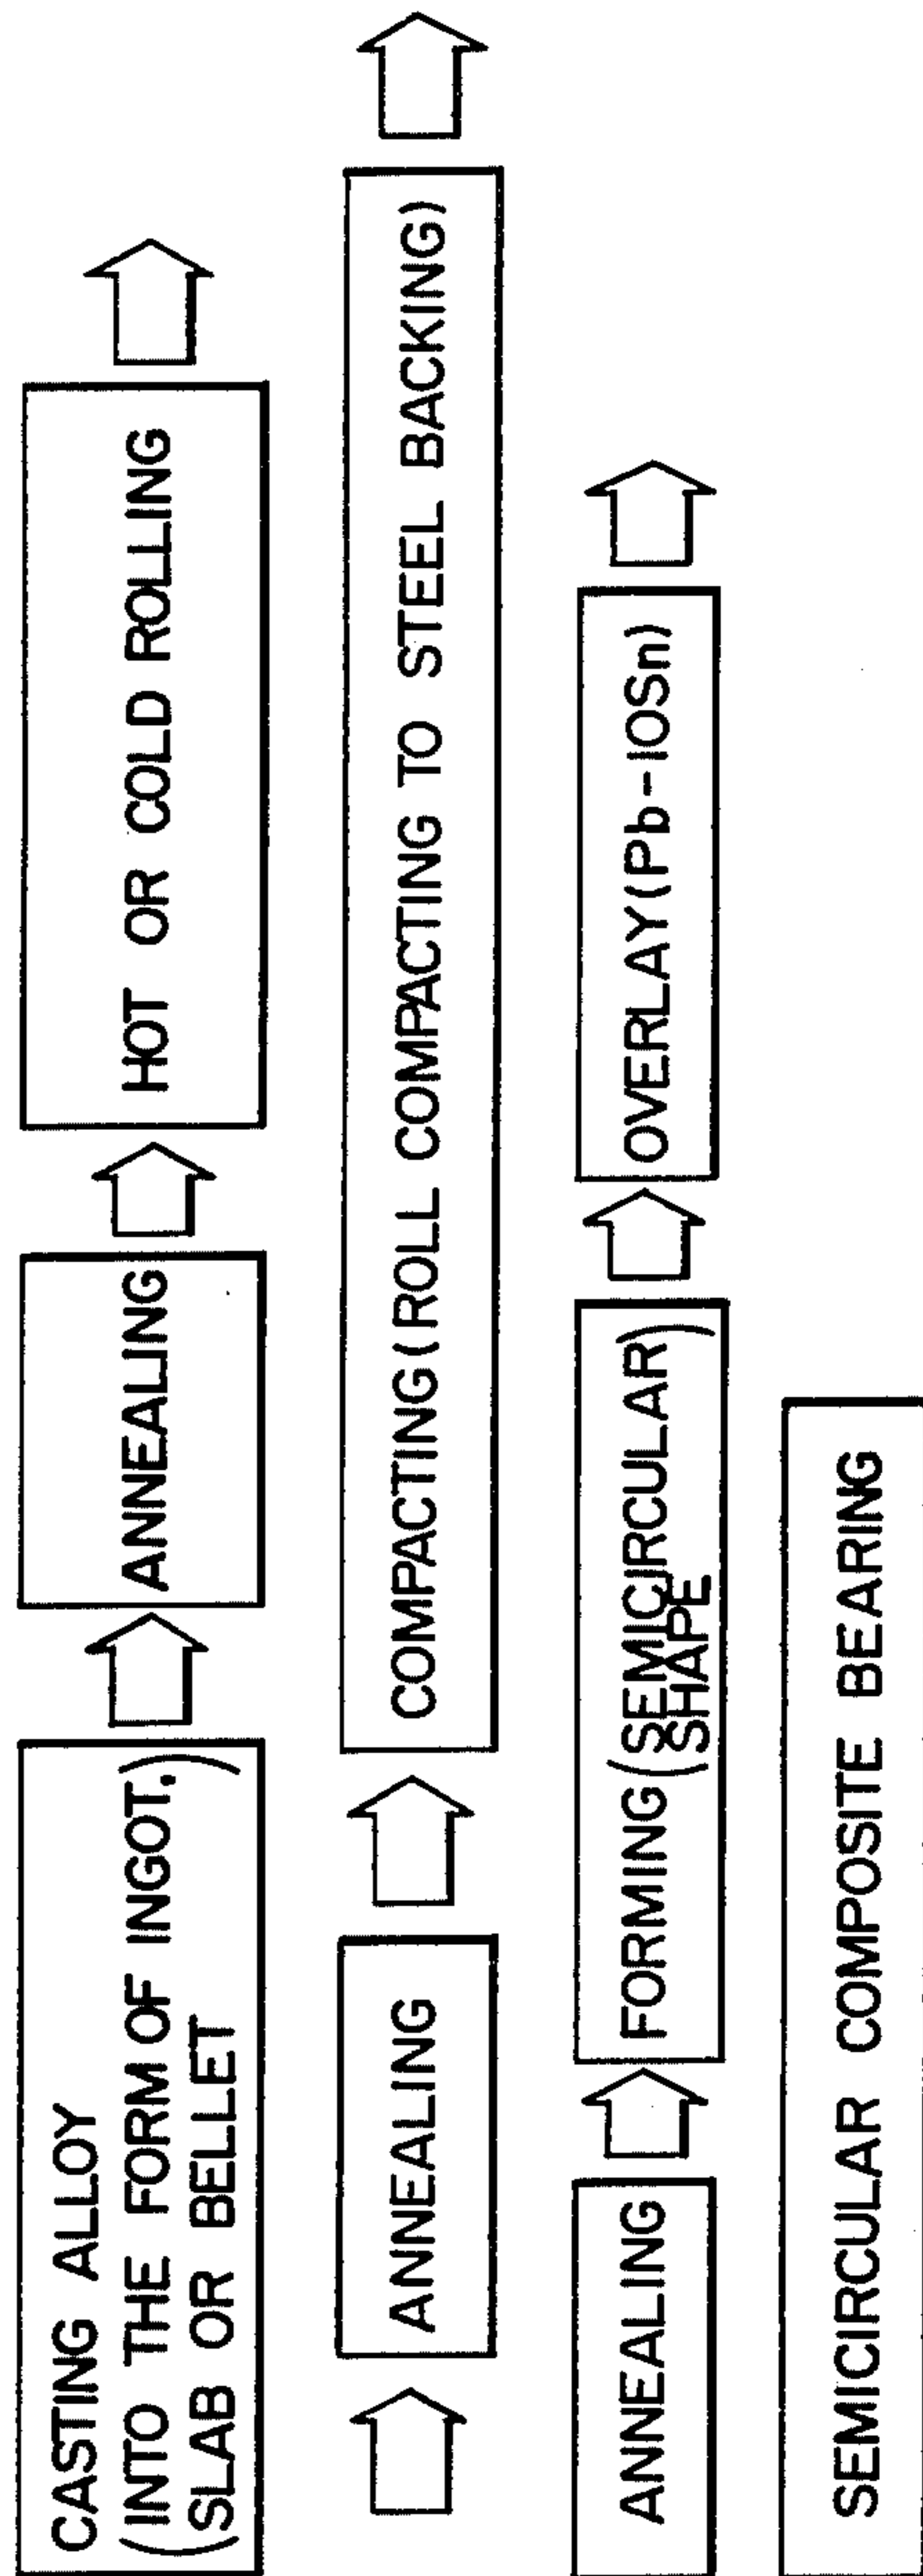 CASTING ALLOY
(INTO THE FORM OF INGOT,
SLAB OR BELLET)
ANNEALING
HOT OR COLD ROLLING
ANNEALING
COMPACTING (ROLL COMPACTING TO STEEL BACKING)
ANNEALING
FORMING (SEMICIRCULAR
SHAPE)
OVERLAY (Pb-10Sn)
SEMICIRCULAR COMPOSITE BEARING